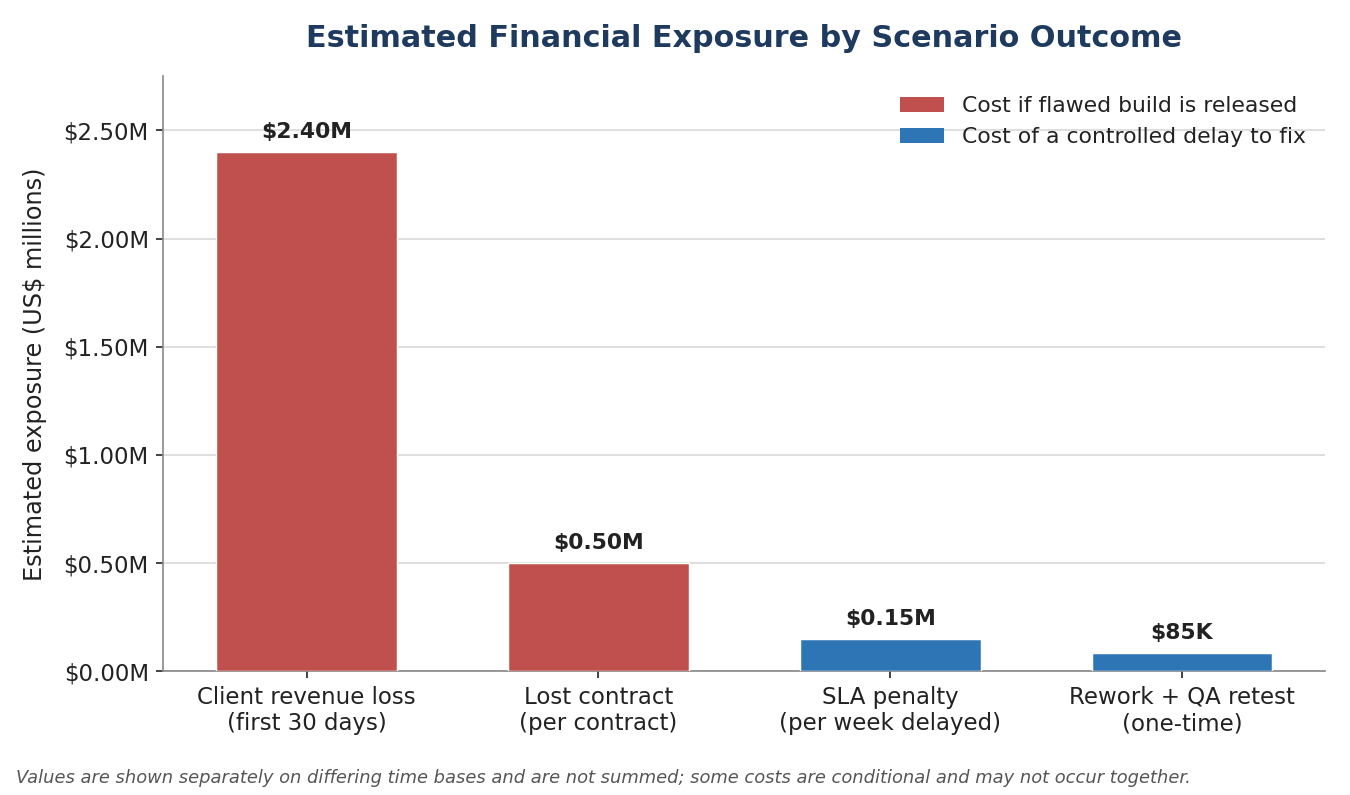 Estimated Financial Exposure by Scenario Outcome
Cost if flawed build is released
Cost of a controlled delay to fix
Estimated exposure (US$ millions)
$2.50M
$2.00M
$1.50M
$1.00M
$0.50M
$0.00M
$2.40M
$0.50M
$0.15M
$85K
Client revenue loss
(first 30 days)
Lost contract
(per contract)
SLA penalty
(per week delayed)
Rework + QA retest
(one-time)
Values are shown separately on differing time bases and are not summed; some costs are conditional and may not occur together.